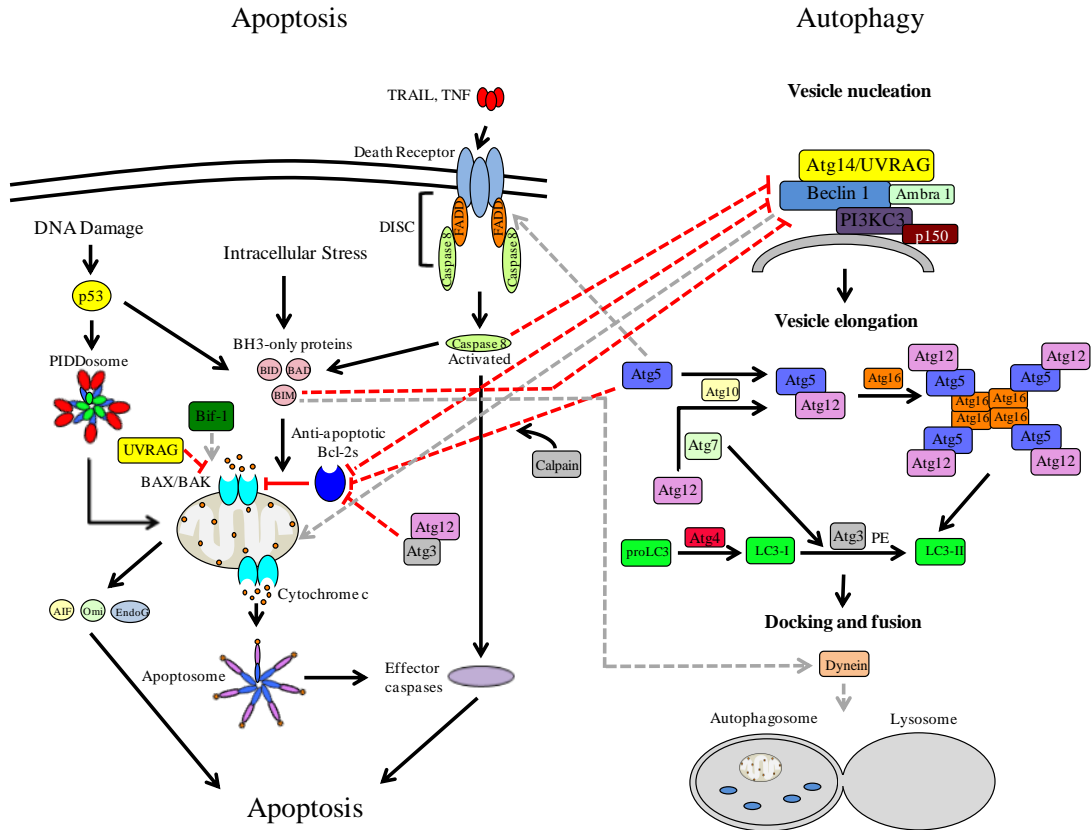 Apoptosis
Autophagy
TRAIL, TNF
Vesicle nucleation
Death Receptor
Atg14/UVRAG
Beclin 1
Ambra 1
PI3KC3
p150
DISC
FADD
FADD
Caspase 8
Caspase 8
DNA Damage
Intracellular Stress
p53
Vesicle elongation
BH3-only proteins
Caspase 8
Activated
PIDDosome
BID
BAD
BIM
Atg5
Atg10
Atg5
Atg12
Atg16
Atg12
Atg5
Atg12
Atg5
Atg16
Atg16
Atg16
Atg16
Atg5
Atg12
Atg5
Atg12
Bif-1
UVRAG
BAX/BAK
Anti-apoptotic
Bcl-2s
Calpain
Atg7
Atg12
Atg12
Atg3
proLC3
Atg4
LC3-I
Atg3
PE
LC3-II
Cytochrome c
AIF
Omi
EndoG
Docking and fusion
Apoptosome
Effector
caspases
Dynein
Autophagosome
Lysosome
Apoptosis